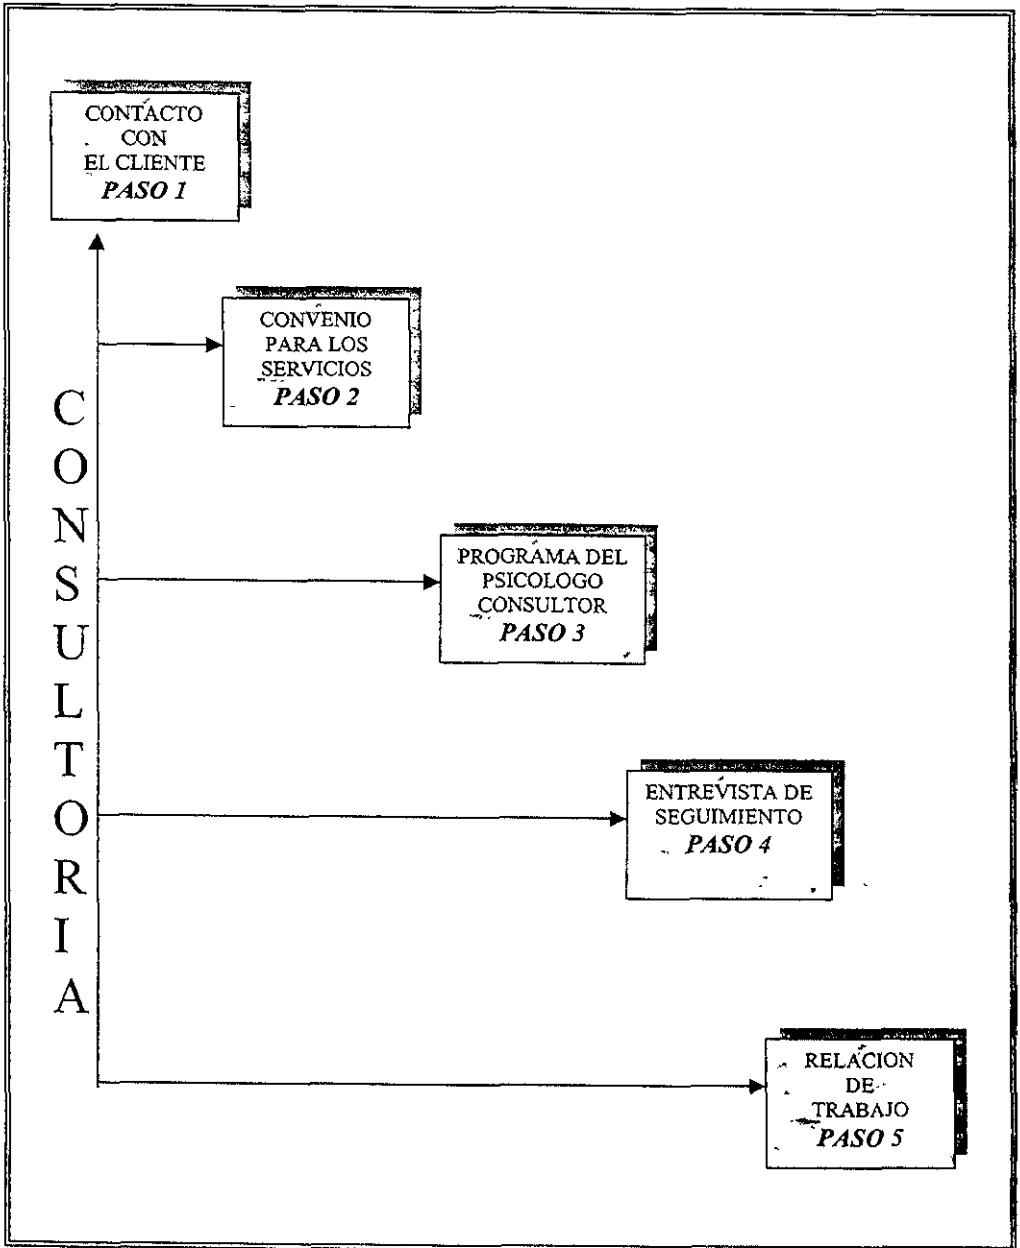 CONTACTO
CON
EL CLIENTE
PASO 1
CONVENIO
PARA LOS
SERVICIOS
PASO 2
CONSULTORIA
PROGRAMA DEL
PSICOLOGO
CONSULTOR
PASO 3
ENTREVISTA DE
SEGUIMIENTO
PASO 4
RELACION
DE
TRABAJO
PASO 5